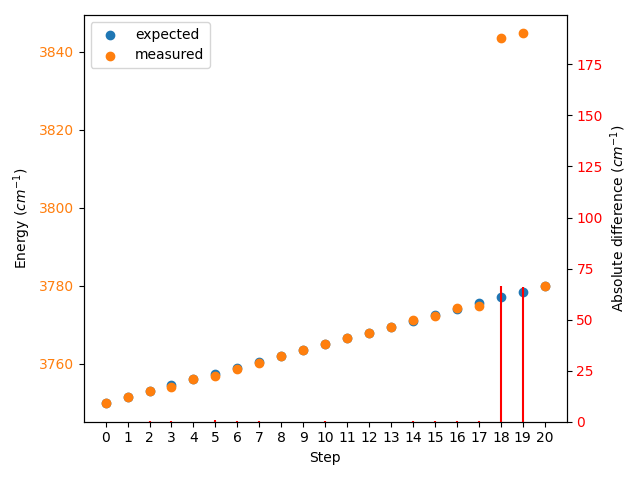 expected
measured
3840
3820
3800
3780
3760
Energy (cm⁻¹)
175
150
125
100
75
50
25
0
Absolute difference (cm⁻¹)
0 1 2 3 4 5 6 7 8 9 10 11 12 13 14 15 16 17 18 19 20
Step